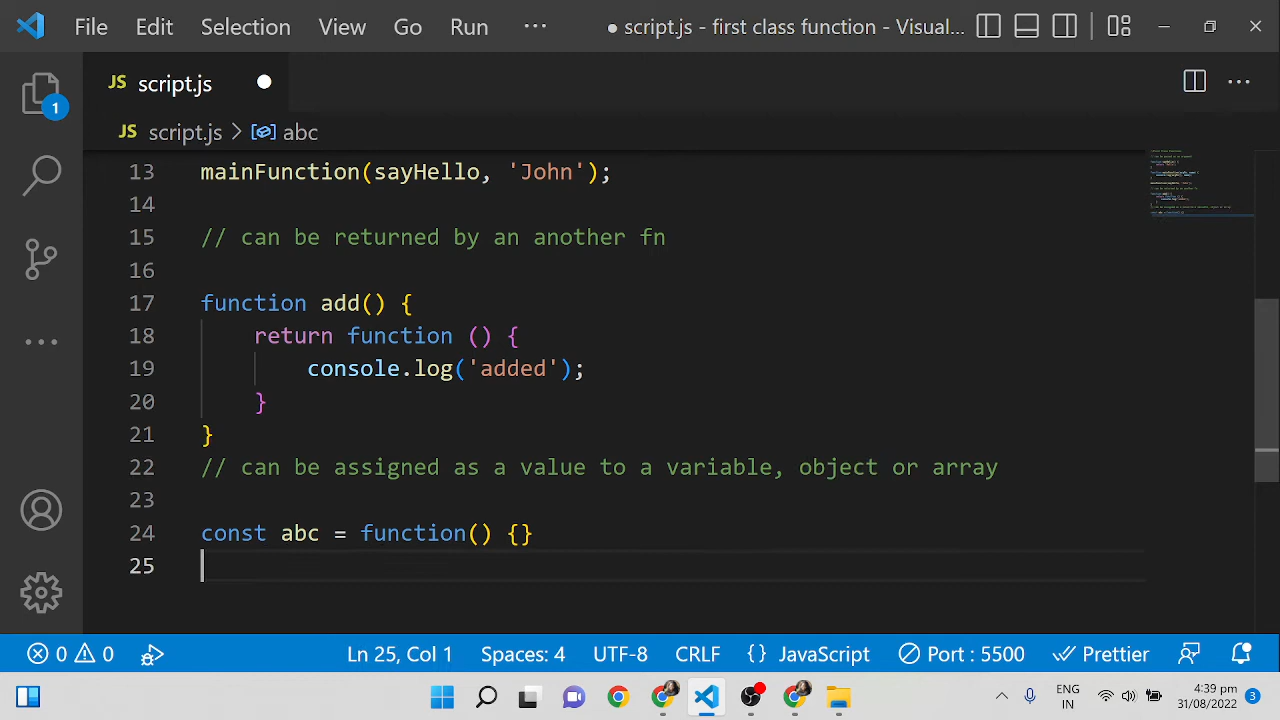 File Edit Selection View Go Run ··· ● script.js - first class function - Visual...
JS script.js
JS script.js > abc
13 mainFunction(sayHello, 'John');
14
15 // can be returned by an another fn
16
17 function add() {
18 return function () {
19 console.log('added');
20 }
21 }
22 // can be assigned as a value to a variable, object or array
23
24 const abc = function() {}
25
1
0 0 Ln 25, Col 1 Spaces: 4 UTF-8 CRLF {} JavaScript Port : 5500 Prettier
ENG
IN
4:39 pm
31/08/2022
3